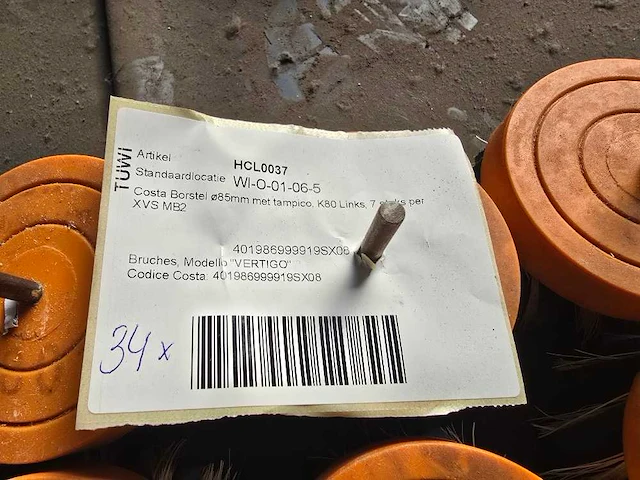 TUWI
Artikel HCL0037
Standaardlocatie WI-O-01-06-5
Costa Borstel ø85mm met tampico, K80 Links, 7 stuks per
XVS MB2
401986999919SX08
Bruches, Modello "VERTIGO"
Codice Costa: 401986999919SX08
34 x